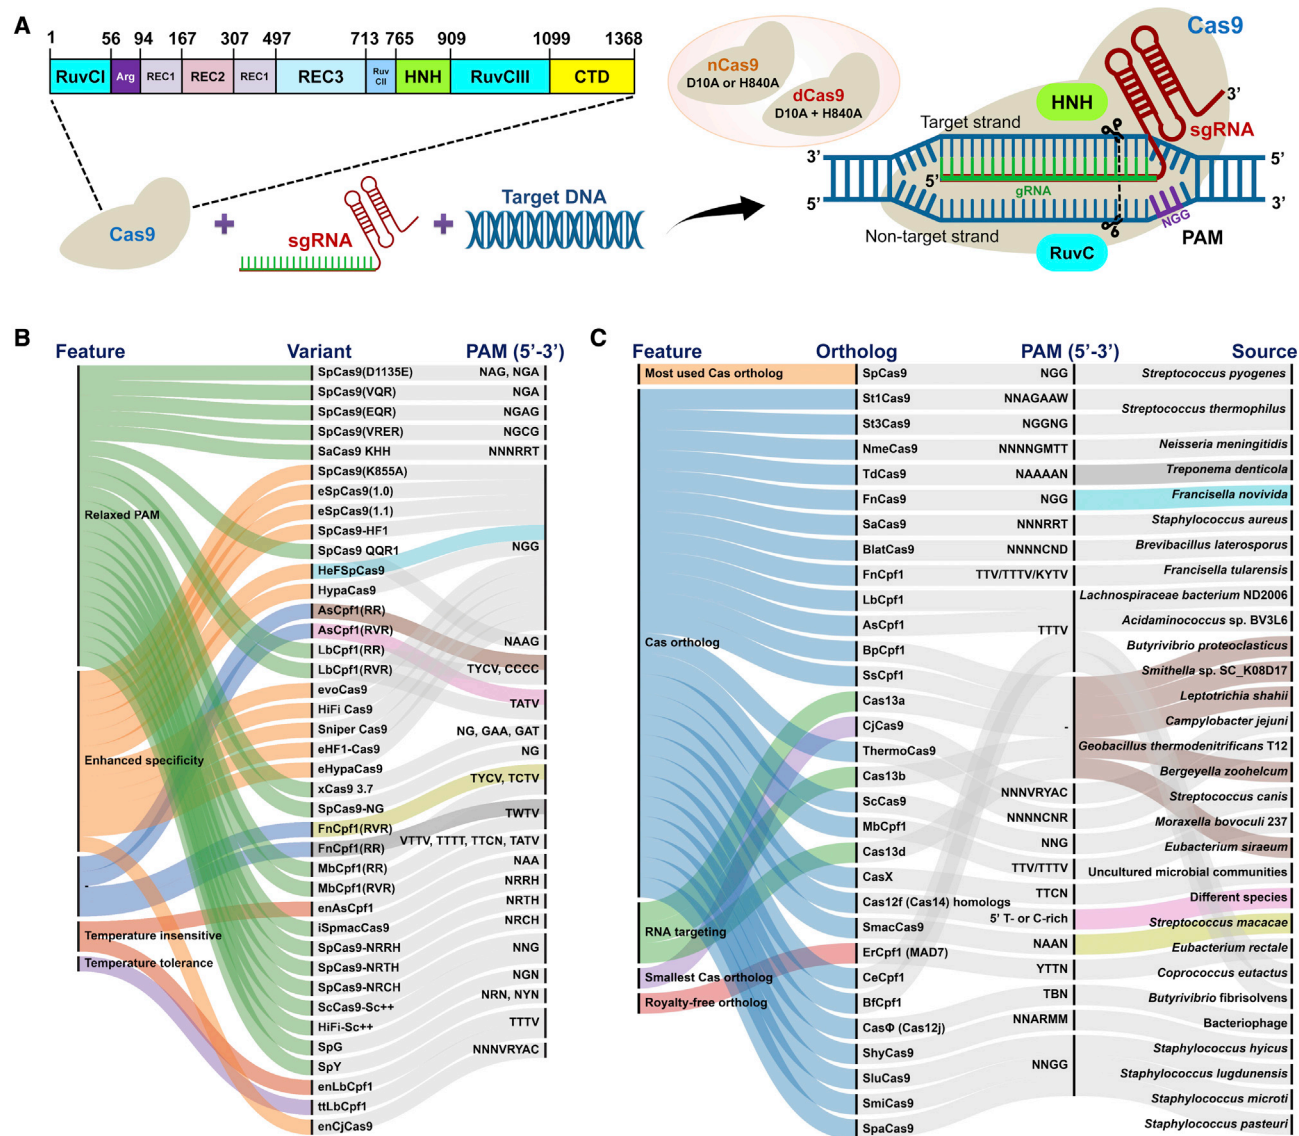 A
1 56 94 167 307 497 713 765 909 1099 1368
RuvCI Arg REC1 REC2 REC1 REC3 Ruv CII HNH RuvCIII CTD
Cas9
sgRNA
Target DNA
nCas9
D10A or H840A
dCas9
D10A + H840A
Cas9
HNH
3’
sgRNA
Target strand
3’
5’
5’
gRNA
5’
3’
NGG
Non-target strand
PAM
RuvC
B
Feature Variant PAM (5’-3’)
Relaxed PAM
Enhanced specificity
-
Temperature insensitive
Temperature tolerance
SpCas9(D1135E)
SpCas9(VQR)
SpCas9(EQR)
SpCas9(VRER)
SaCas9 KHH
SpCas9(K855A)
eSpCas9(1.0)
eSpCas9(1.1)
SpCas9-HF1
SpCas9 QQR1
HeFSpCas9
HypaCas9
AsCpf1(RR)
AsCpf1(RVR)
LbCpf1(RR)
LbCpf1(RVR)
evoCas9
HiFi Cas9
Sniper Cas9
eHF1-Cas9
eHypaCas9
xCas9 3.7
SpCas9-NG
FnCpf1(RVR)
FnCpf1(RR)
MbCpf1(RR)
MbCpf1(RVR)
enAsCpf1
iSpmacCas9
SpCas9-NRRH
SpCas9-NRTH
SpCas9-NRCH
ScCas9-Sc++
HiFi-Sc++
SpG
SpY
enLbCpf1
ttLbCpf1
enCjCas9
NAG, NGA
NGA
NGAG
NGCG
NNNRRT
NGG
NAAG
TYCV, CCCC
TATV
NG, GAA, GAT
NG
TYCV, TCTV
TWTV
VTTV, TTTT, TTCN, TATV
NAA
NRRH
NRTH
NRCH
NNG
NGN
NRN, NYN
TTTV
NNNVRYAC
C
Feature Ortholog PAM (5’-3’) Source
Most used Cas ortholog
Cas ortholog
RNA targeting
Smallest Cas ortholog
Royalty-free ortholog
SpCas9
St1Cas9
St3Cas9
NmeCas9
TdCas9
FnCas9
SaCas9
BlatCas9
FnCpf1
LbCpf1
AsCpf1
BpCpf1
SsCpf1
Cas13a
CjCas9
ThermoCas9
Cas13b
ScCas9
MbCpf1
Cas13d
CasX
Cas12f (Cas14) homologs
SmacCas9
ErCpf1 (MAD7)
CeCpf1
BfCpf1
CasΦ (Cas12j)
ShyCas9
SluCas9
SmiCas9
SpaCas9
NGG
NNAGAAW
NGGNG
NNNNGMTT
NAAAAN
NGG
NNNRRT
NNNNCND
TTV/TTTV/KYTV
TTTV
-
NNNVRYAC
NNNNCNR
NNG
TTV/TTTV
TTCN
5’ T- or C-rich
NAAN
YTTN
TBN
NNARMM
NNGG
Streptococcus pyogenes
Streptococcus thermophilus
Neisseria meningitidis
Treponema denticola
Francisella novivida
Staphylococcus aureus
Brevibacillus laterosporus
Francisella tularensis
Lachnospiraceae bacterium ND2006
Acidaminococcus sp. BV3L6
Butyrivibrio proteoclasticus
Smithella sp. SC_K08D17
Leptotrichia shahii
Campylobacter jejuni
Geobacillus thermodenitrificans T12
Bergeyella zoohelcum
Streptococcus canis
Moraxella bovoculi 237
Eubacterium siraeum
Uncultured microbial communities
Different species
Streptococcus macacae
Eubacterium rectale
Coprococcus eutactus
Butyrivibrio fibrisolvens
Bacteriophage
Staphylococcus hyicus
Staphylococcus lugdunensis
Staphylococcus microti
Staphylococcus pasteuri